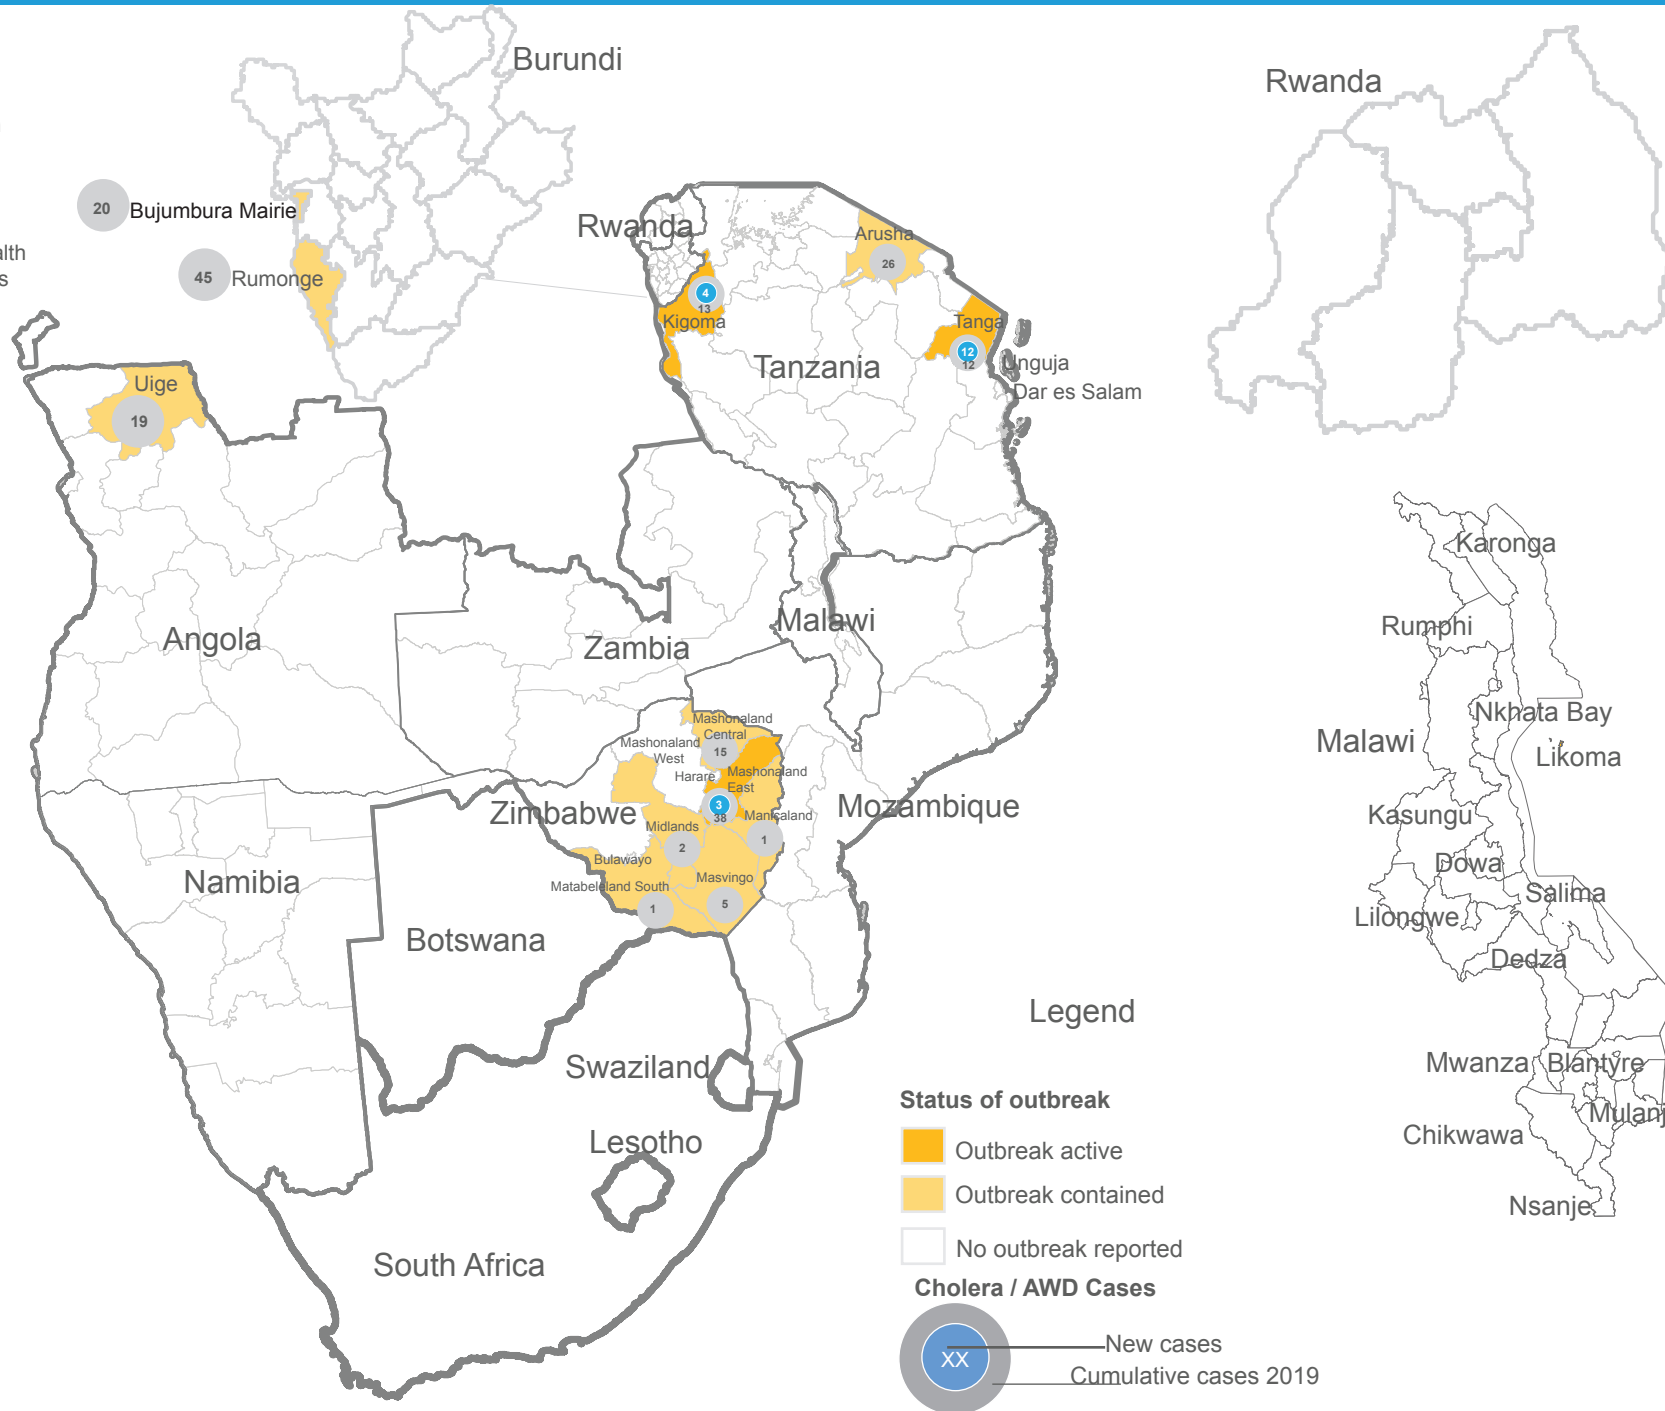 Burundi
Rwanda
20
Bujumbura Mairie
Rwanda
Arusha
alth
s
45
Rumonge
26
4
13
Kigoma
Tanga
12
12
Tanzania
Unguja
Dar es Salam
Uige
19
Karonga
Malawi
Rumphi
Angola
Zambia
Nkhata Bay
Mashonaland
Central
Mashonaland
West
15
Malawi
Likoma
Harare
Mashonaland
East
Zimbabwe
3
38
Manicaland
Mozambique
Kasungu
Midlands
2
1
Bulawayo
Dowa
Namibia
Matabeleland South
Masvingo
1
5
Salima
Lilongwe
Botswana
Dedza
Legend
Swaziland
Mwanza
Blantyre
Status of outbreak
Mulanj
Lesotho
Outbreak active
Chikwawa
Outbreak contained
Nsanje
No outbreak reported
South Africa
Cholera / AWD Cases
New cases
XX
Cumulative cases 2019